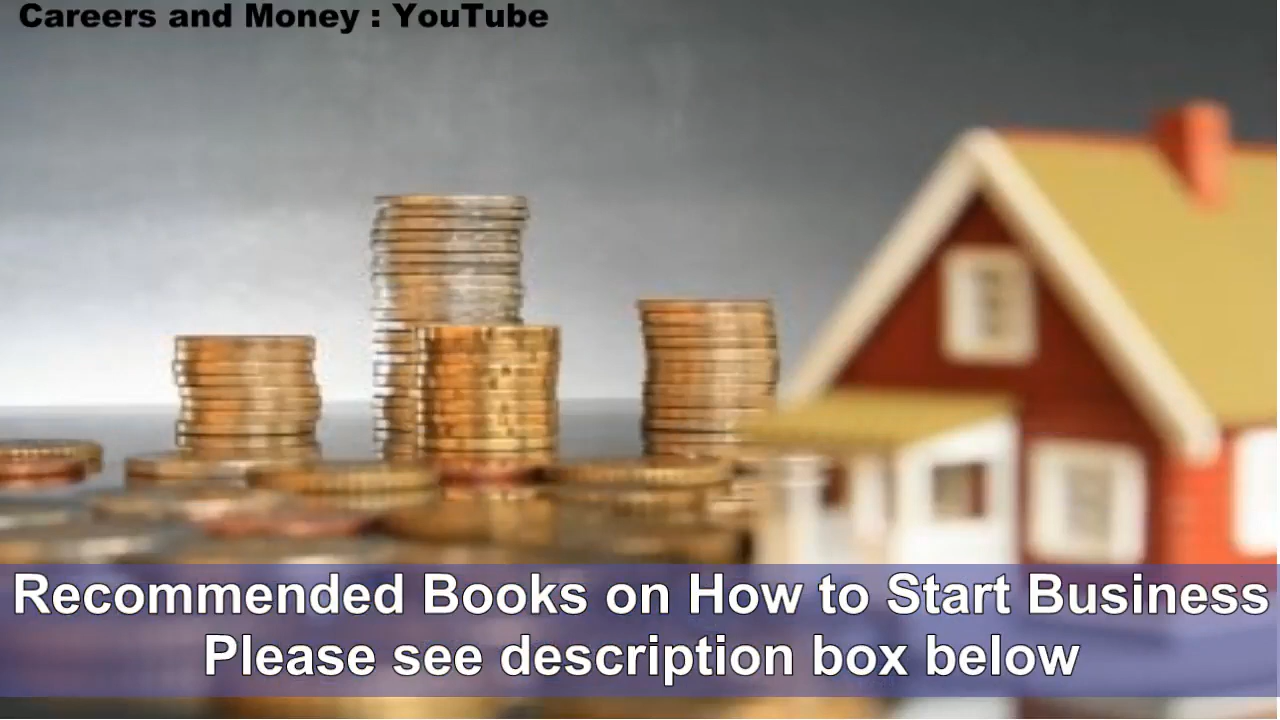 Careers and Money : YouTube
Recommended Books on How to Start Business
Please see description box below